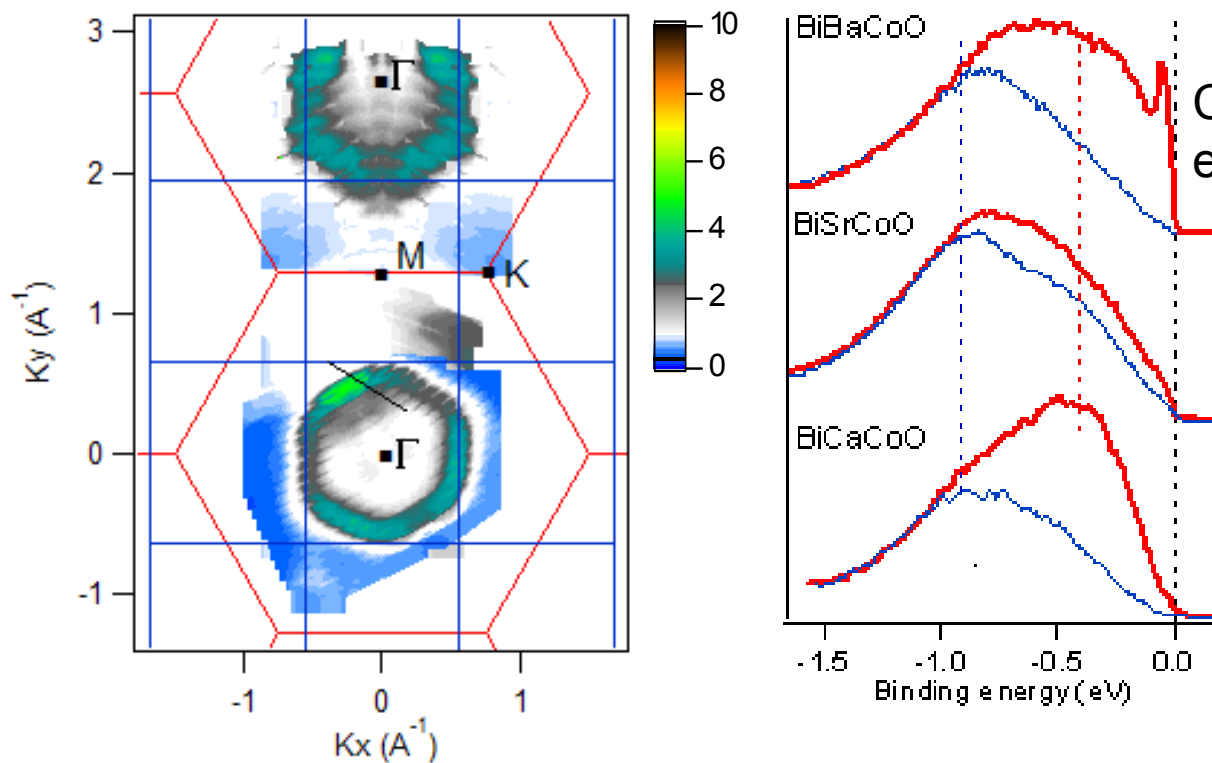 3
2
1
0
-1
Ky (A⁻¹)
-1
0
1
Kx (A⁻¹)
Γ
M
K
Γ
10
8
6
4
2
0
BiBaCoO
BiSrCoO
BiCaCoO
-1.5
-1.0
-0.5
0.0
Binding energy (eV)